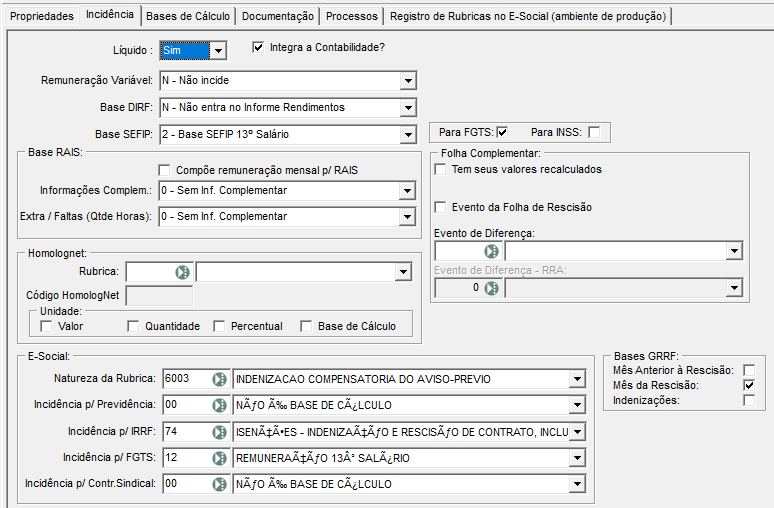 Propriedades Incidência Bases de Cálculo Documentação Processos Registro de Rubricas no E-Social (ambiente de produção)
Líquido : Sim Integra a Contabilidade?
Remuneração Variável: N - Não incide
Base DIRF: N - Não entra no Informe Rendimentos
Base SEFIP: 2 - Base SEFIP 13º Salário Para FGTS: Para INSS:
Base RAIS: Folha Complementar:
Compõe remuneração mensal p/ RAIS Tem seus valores recalculados
Informações Complem.: 0 - Sem Inf. Complementar
Evento da Folha de Rescisão
Extra / Faltas (Qtde Horas): 0 - Sem Inf. Complementar
Evento de Diferença:
Homolognet:
Rubrica: Evento de Diferença - RRA:
Código HomologNet 0
Unidade:
Valor Quantidade Percentual Base de Cálculo
E-Social: Bases GRRF:
Natureza da Rubrica: 6003 INDENIZACAO COMPENSATORIA DO AVISO-PREVIO Mês Anterior à Rescisão:
Mês da Rescisão:
Incidência p/ Previdência: 00 NÃƒO Ã‰ BASE DE CÃ¿LCULO Indenizações:
Incidência p/ IRRF: 74 ISENÃ‡Ã•ES - INDENIZAÃ‡ÃƒO E RESCISÃƒO DE CONTRATO, INCLU
Incidência p/ FGTS: 12 REMUNERAÃ‡ÃƒO 13Âº SALÃ¿RIO
Incidência p/ Contr.Sindical: 00 NÃƒO Ã‰ BASE DE CÃ¿LCULO